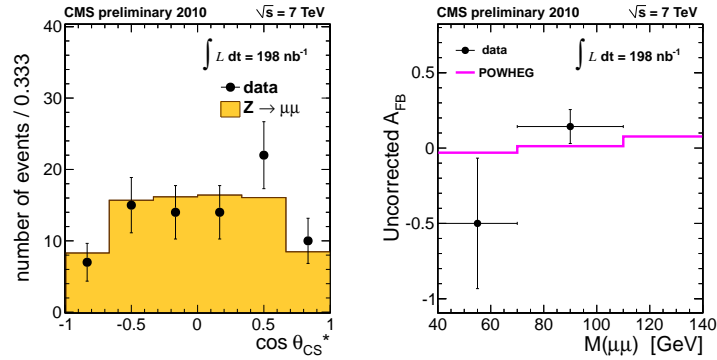 CMS preliminary 2010 √s = 7 TeV
∫ L dt = 198 nb⁻¹
data
Z → μμ
number of events / 0.333
40
30
20
10
0
-1 -0.5 0 0.5 1
cos θ*CS
CMS preliminary 2010 √s = 7 TeV
data ∫ L dt = 198 nb⁻¹
POWHEG
Uncorrected A_FB
0.5
0
-0.5
-1
40 60 80 100 120 140
M(μμ) [GeV]